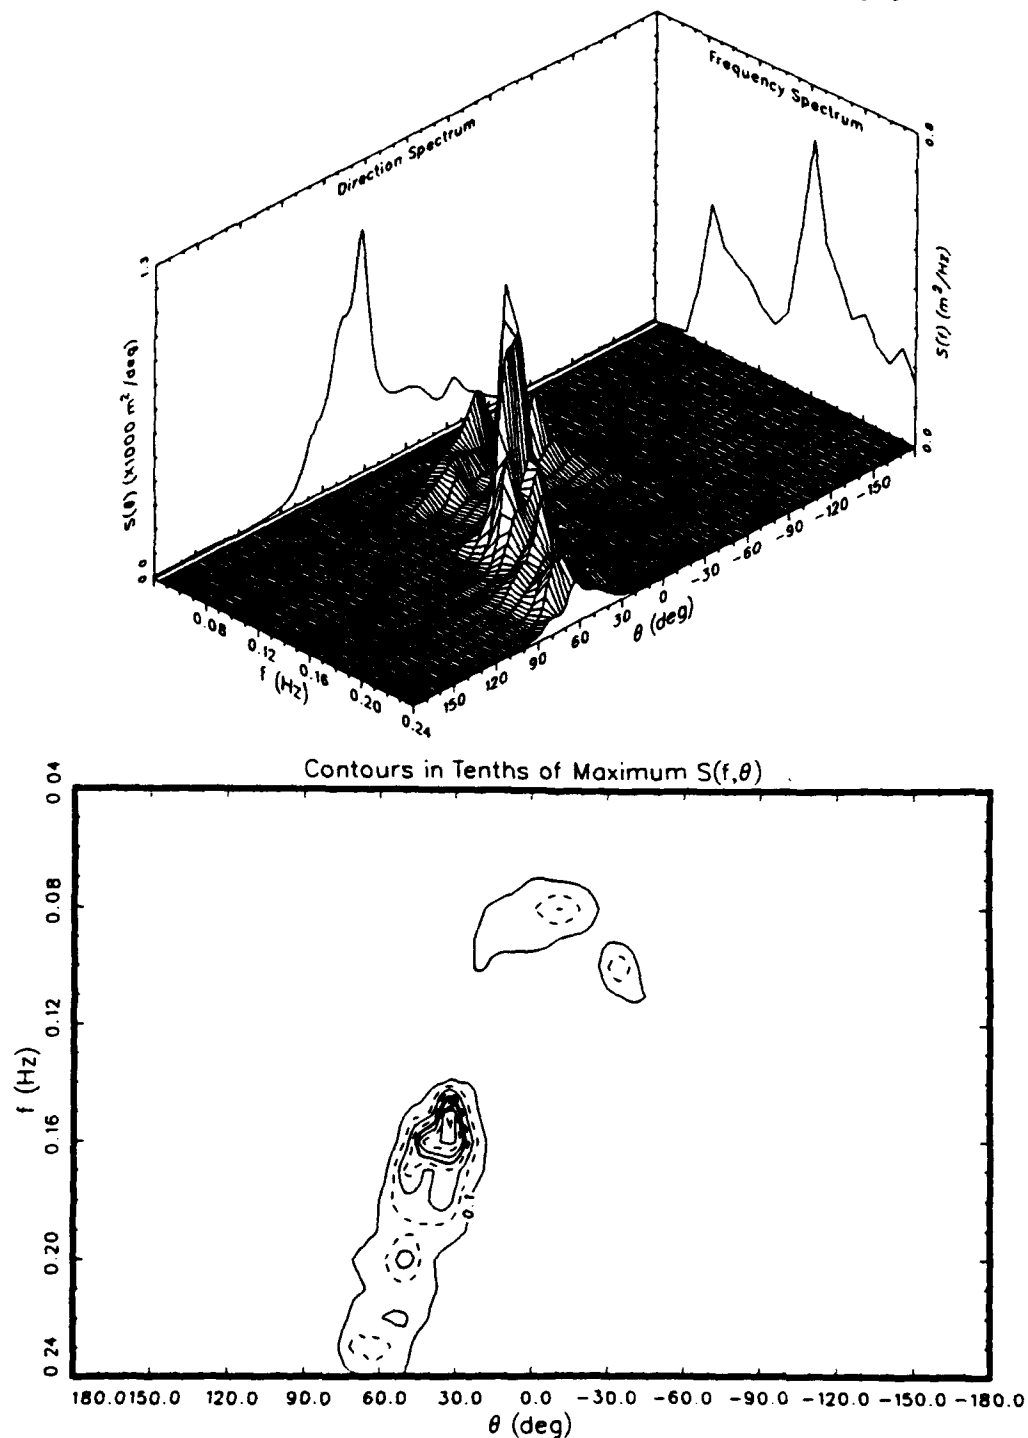 Direction Spectrum
Frequency Spectrum
1.3
S(θ) (x1000 m²/deg)
0.0
0.8
S(f) (m²/Hz)
0.0
0.08
0.12
0.16
0.20
0.24
f (Hz)
150
120
90
60
30
0
-30
-60
-90
-120
-150
θ (deg)
Contours in Tenths of Maximum S(f,θ)
0.04
0.08
0.12
0.16
0.20
0.24
f (Hz)
0.1
180.0 150.0 120.0 90.0 60.0 30.0 0.0 -30.0 -60.0 -90.0 -120.0 -150.0 -180.0
θ (deg)